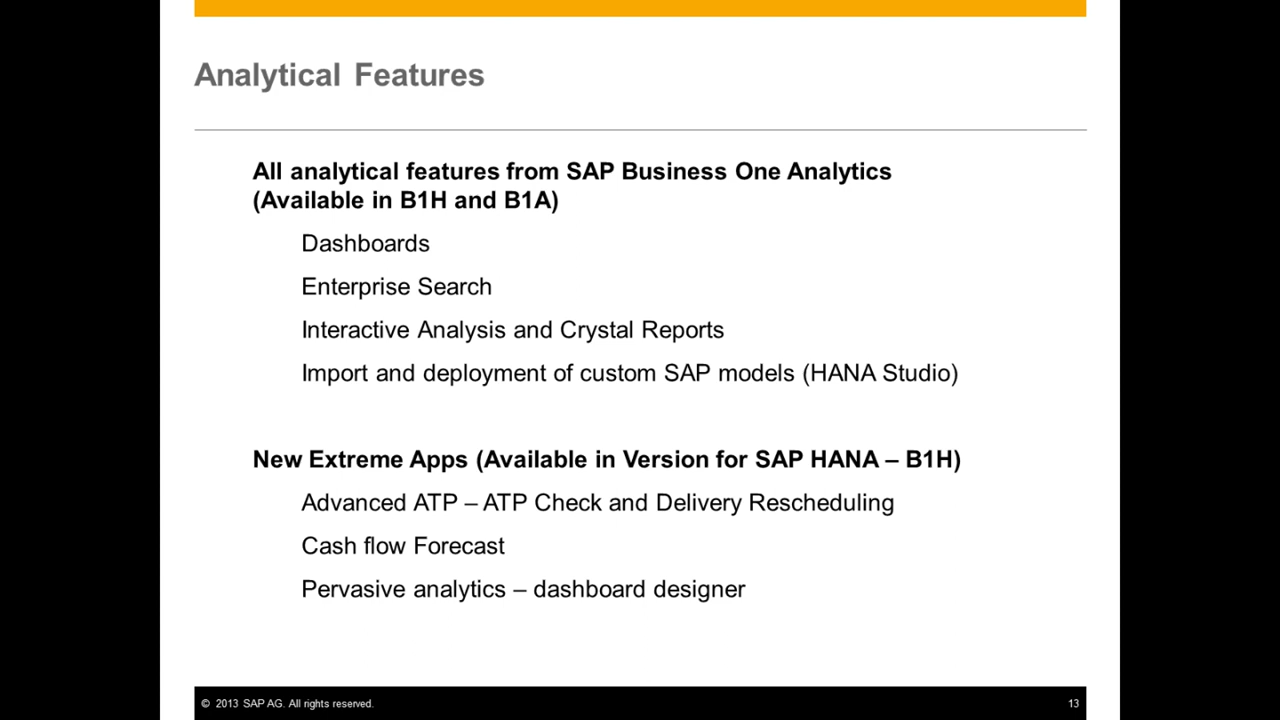 Analytical Features
All analytical features from SAP Business One Analytics
(Available in B1H and B1A)
Dashboards
Enterprise Search
Interactive Analysis and Crystal Reports
Import and deployment of custom SAP models (HANA Studio)
New Extreme Apps (Available in Version for SAP HANA – B1H)
Advanced ATP – ATP Check and Delivery Rescheduling
Cash flow Forecast
Pervasive analytics – dashboard designer
© 2013 SAP AG. All rights reserved.
13